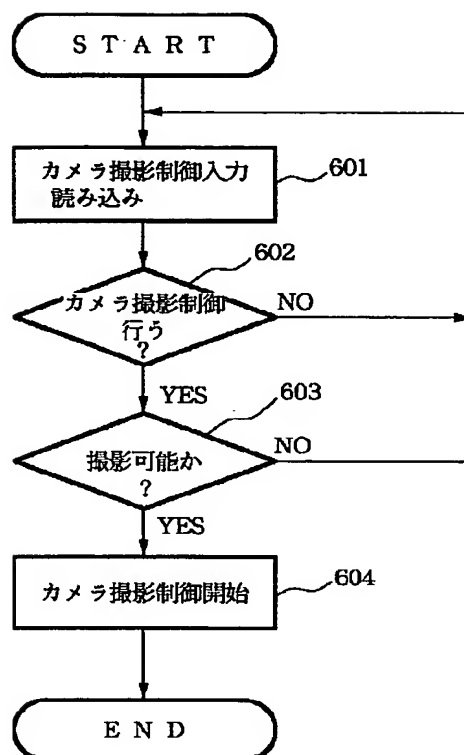 START
カメラ撮影制御入力
読み込み
601
602
カメラ撮影制御
行う
?
NO
YES
603
撮影可能か
?
NO
YES
カメラ撮影制御開始
604
END